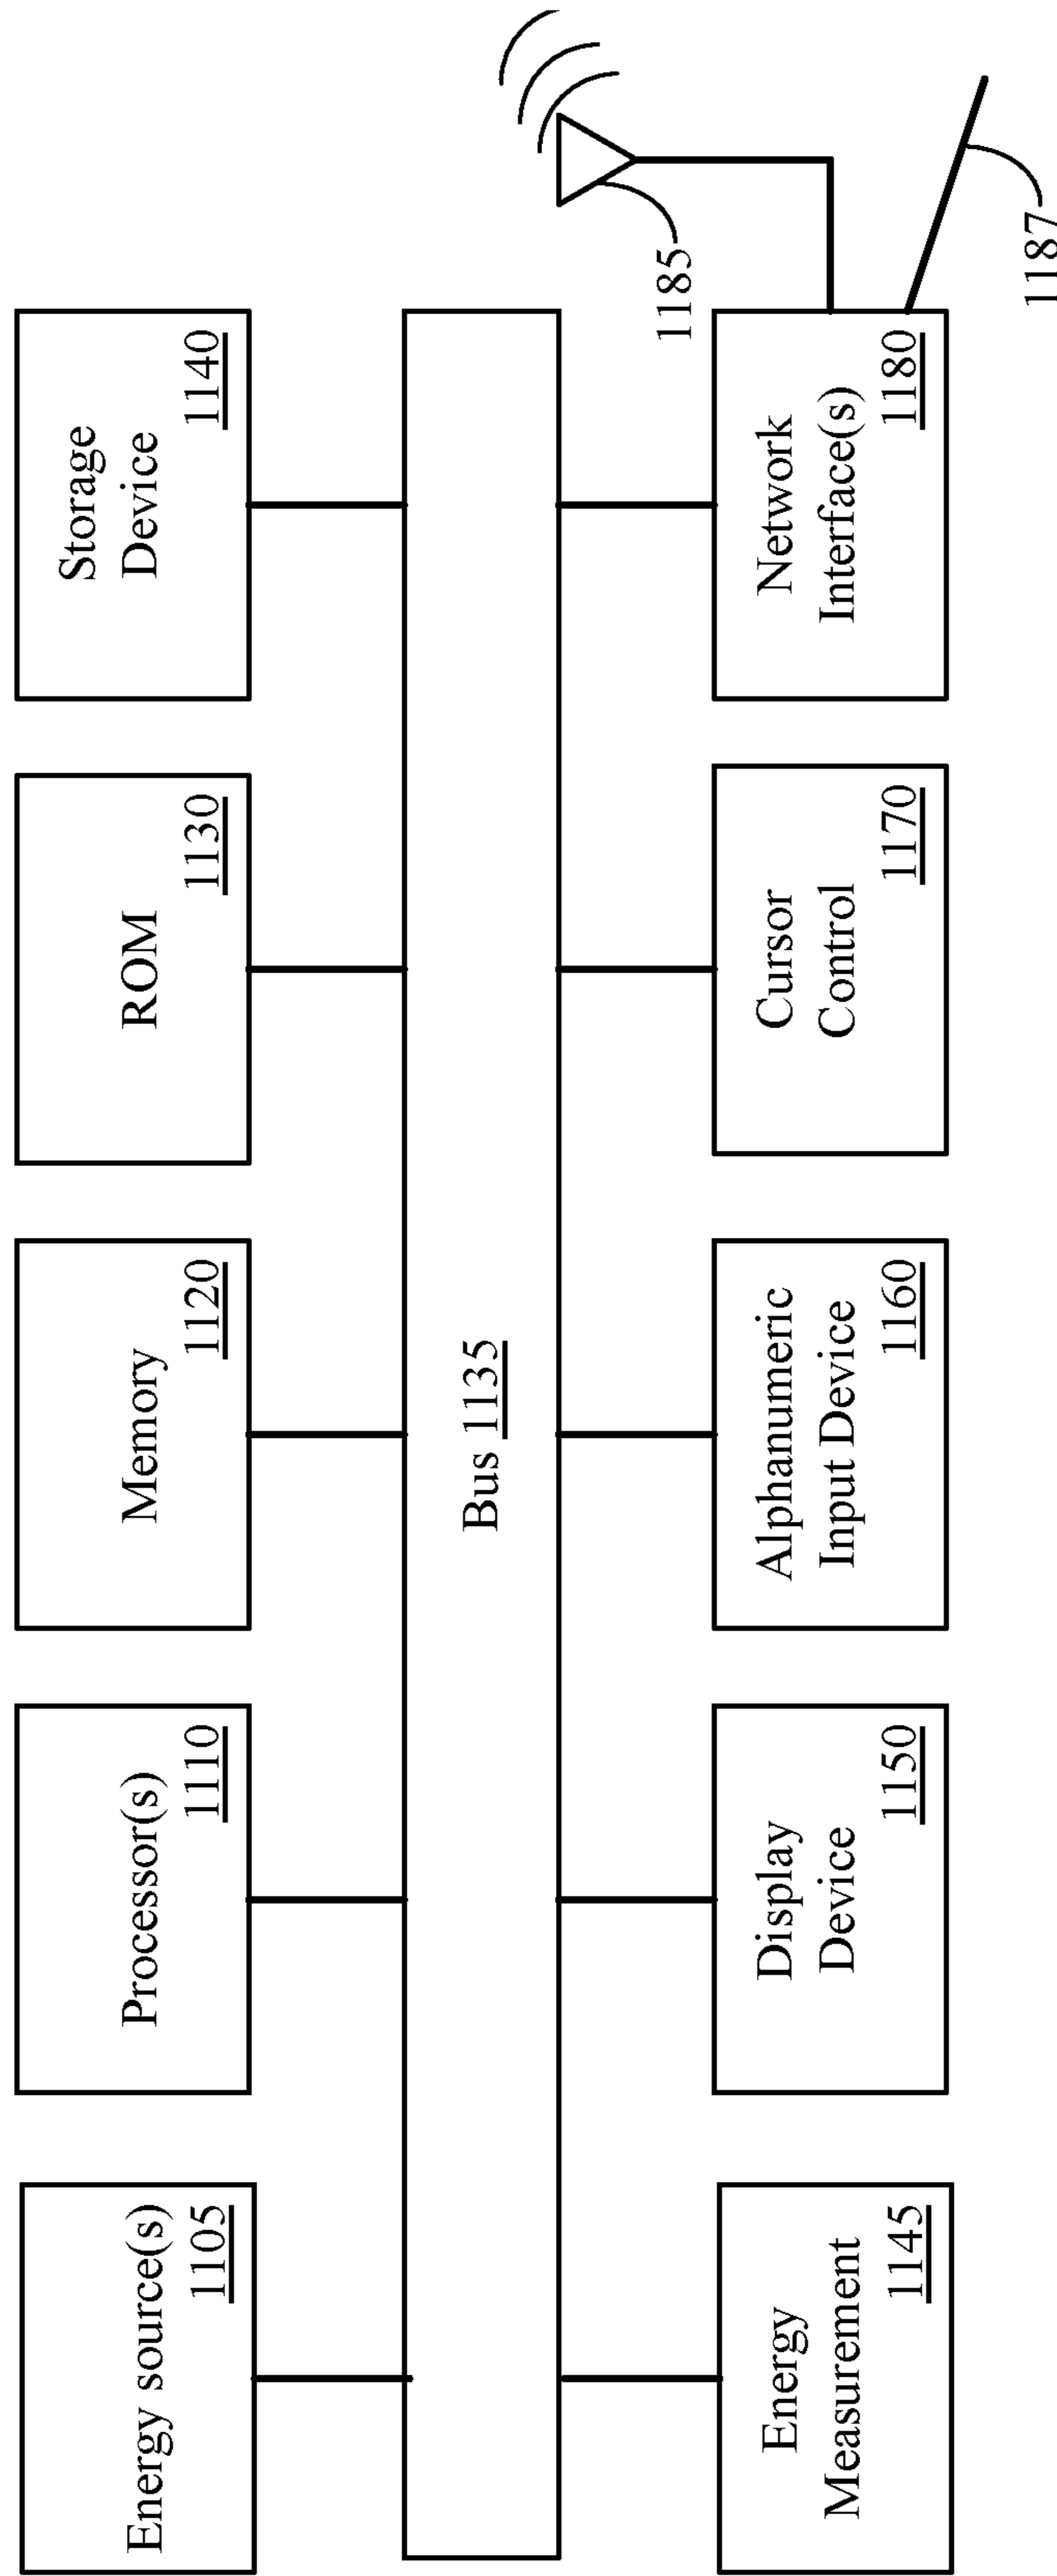 Energy source(s)
1105
Processor(s)
1110
Memory
1120
ROM
1130
Storage
Device
1140
Bus 1135
1185
Energy
Measurement
1145
Display
Device
1150
Alphanumeric
Input Device
1160
Cursor
Control
1170
Network
Interface(s)
1180
1187